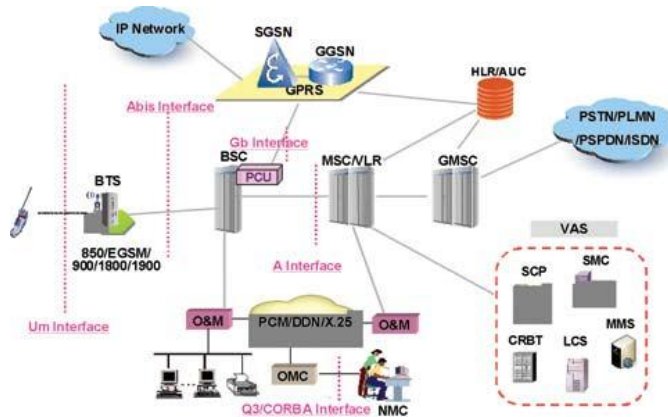 IP Network
SGSN
GGSN
GPRS
HLR/AUC
Abis Interface
Gb Interface
PSTN/PLMN
/PSPDN/ISDN
BSC
PCU
MSC/VLR
GMSC
BTS
850/EGSM/
900/1800/1900
VAS
A Interface
SCP
SMC
Um Interface
O&M
PCM/DDN/X.25
O&M
CRBT
LCS
MMS
OMC
Q3/CORBA Interface
NMC